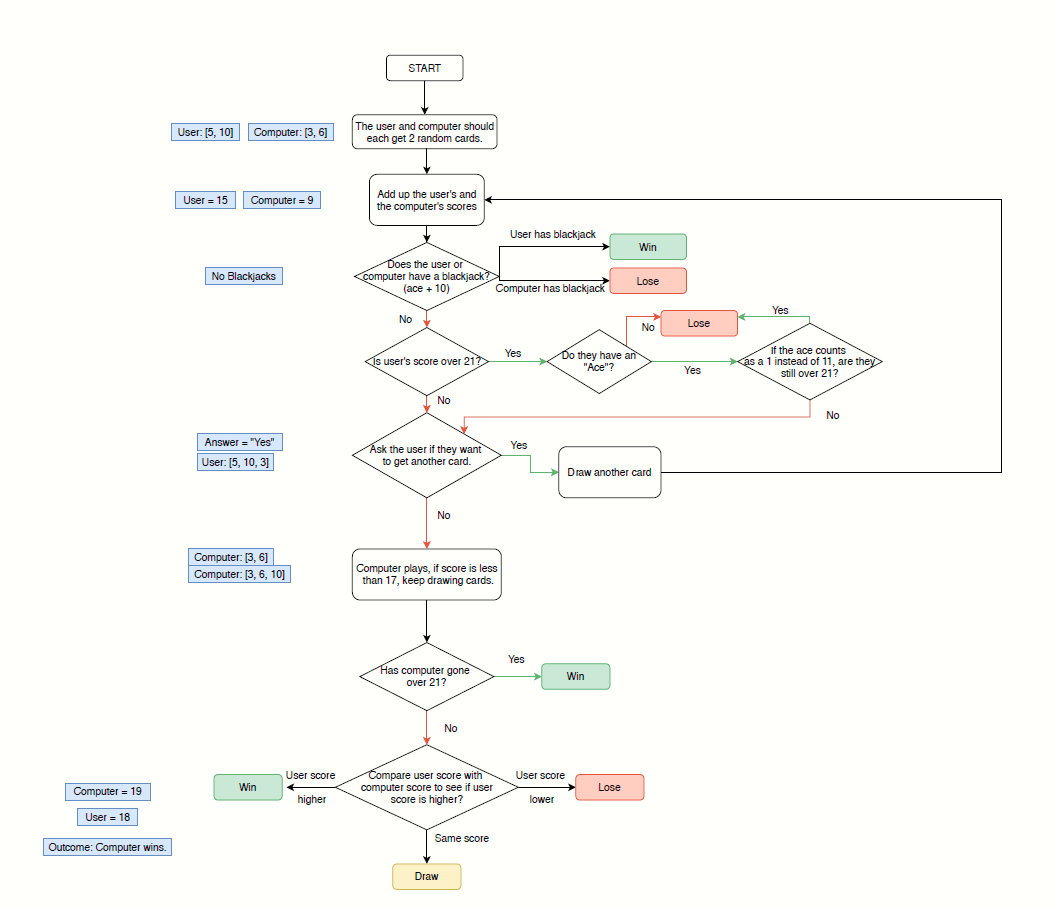 START
User: [5, 10]
Computer: [3, 6]
The user and computer should
each get 2 random cards.
User = 15
Computer = 9
Add up the user's and
the computer's scores
No Blackjacks
Does the user or
computer have a blackjack?
(ace + 10)
User has blackjack
Win
Computer has blackjack
Lose
No
Is user's score over 21?
Yes
Do they have an
"Ace"?
No
Lose
Yes
Yes
If the ace counts
as a 1 instead of 11, are they
still over 21?
No
No
Answer = "Yes"
User: [5, 10, 3]
Ask the user if they want
to get another card.
Yes
Draw another card
No
Computer: [3, 6]
Computer: [3, 6, 10]
Computer plays, if score is less
than 17, keep drawing cards.
Has computer gone
over 21?
Yes
Win
No
Computer = 19
User = 18
Outcome: Computer wins.
Win
User score
higher
Compare user score with
computer score to see if user
score is higher?
User score
lower
Lose
Same score
Draw